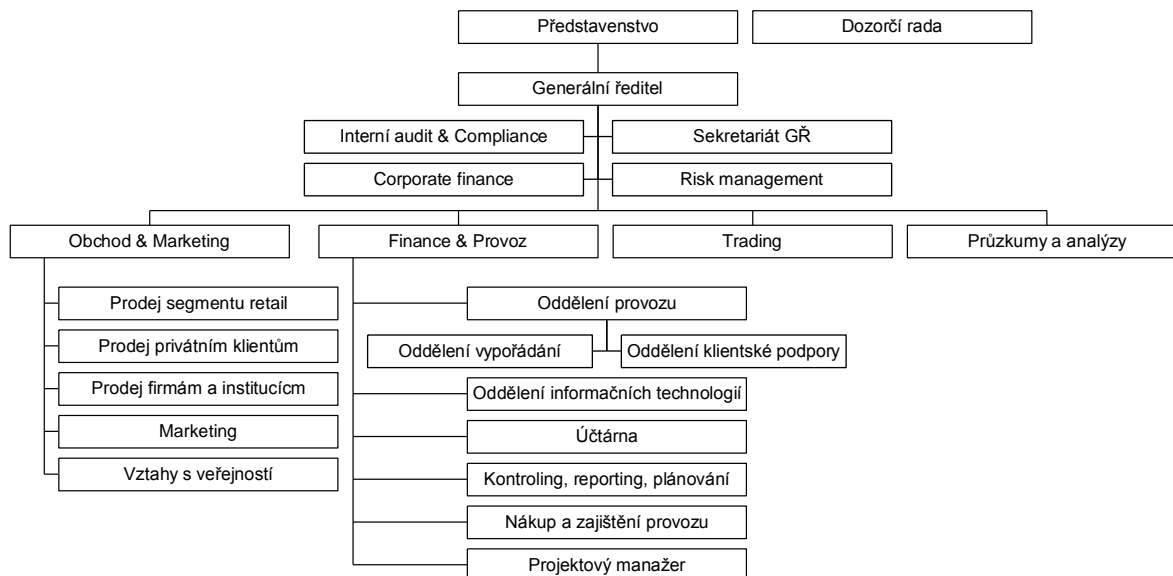 Představenstvo
Dozorčí rada
Generální ředitel
Interní audit & Compliance
Sekretariát GŘ
Corporate finance
Risk management
Obchod & Marketing
Finance & Provoz
Trading
Průzkumy a analýzy
Prodej segmentu retail
Oddělení provozu
Prodej privátním klientům
Oddělení vypořádání
Oddělení klientské podpory
Prodej firmám a institucícm
Oddělení informačních technologií
Marketing
Účtárna
Vztahy s veřejností
Kontroling, reporting, plánování
Nákup a zajištění provozu
Projektový manažer